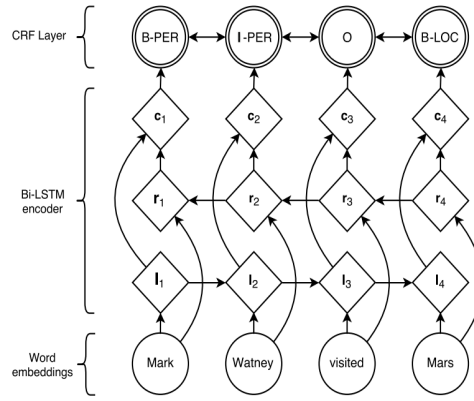 CRF Layer
B-PER I-PER O B-LOC
c1 c2 c3 c4
Bi-LSTM
encoder
r1 r2 r3 r4
l1 l2 l3 l4
Word
embeddings
Mark Watney visited Mars